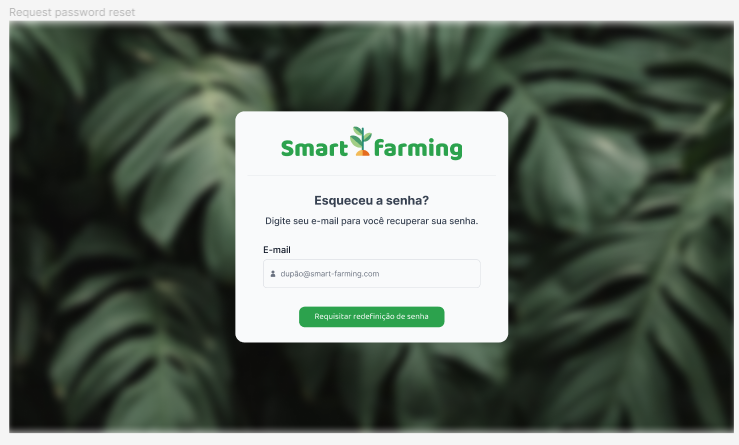 Request password reset
Smart farming
Esqueceu a senha?
Digite seu e-mail para você recuperar sua senha.
E-mail
dupão@smart-farming.com
Requisitar redefinição de senha